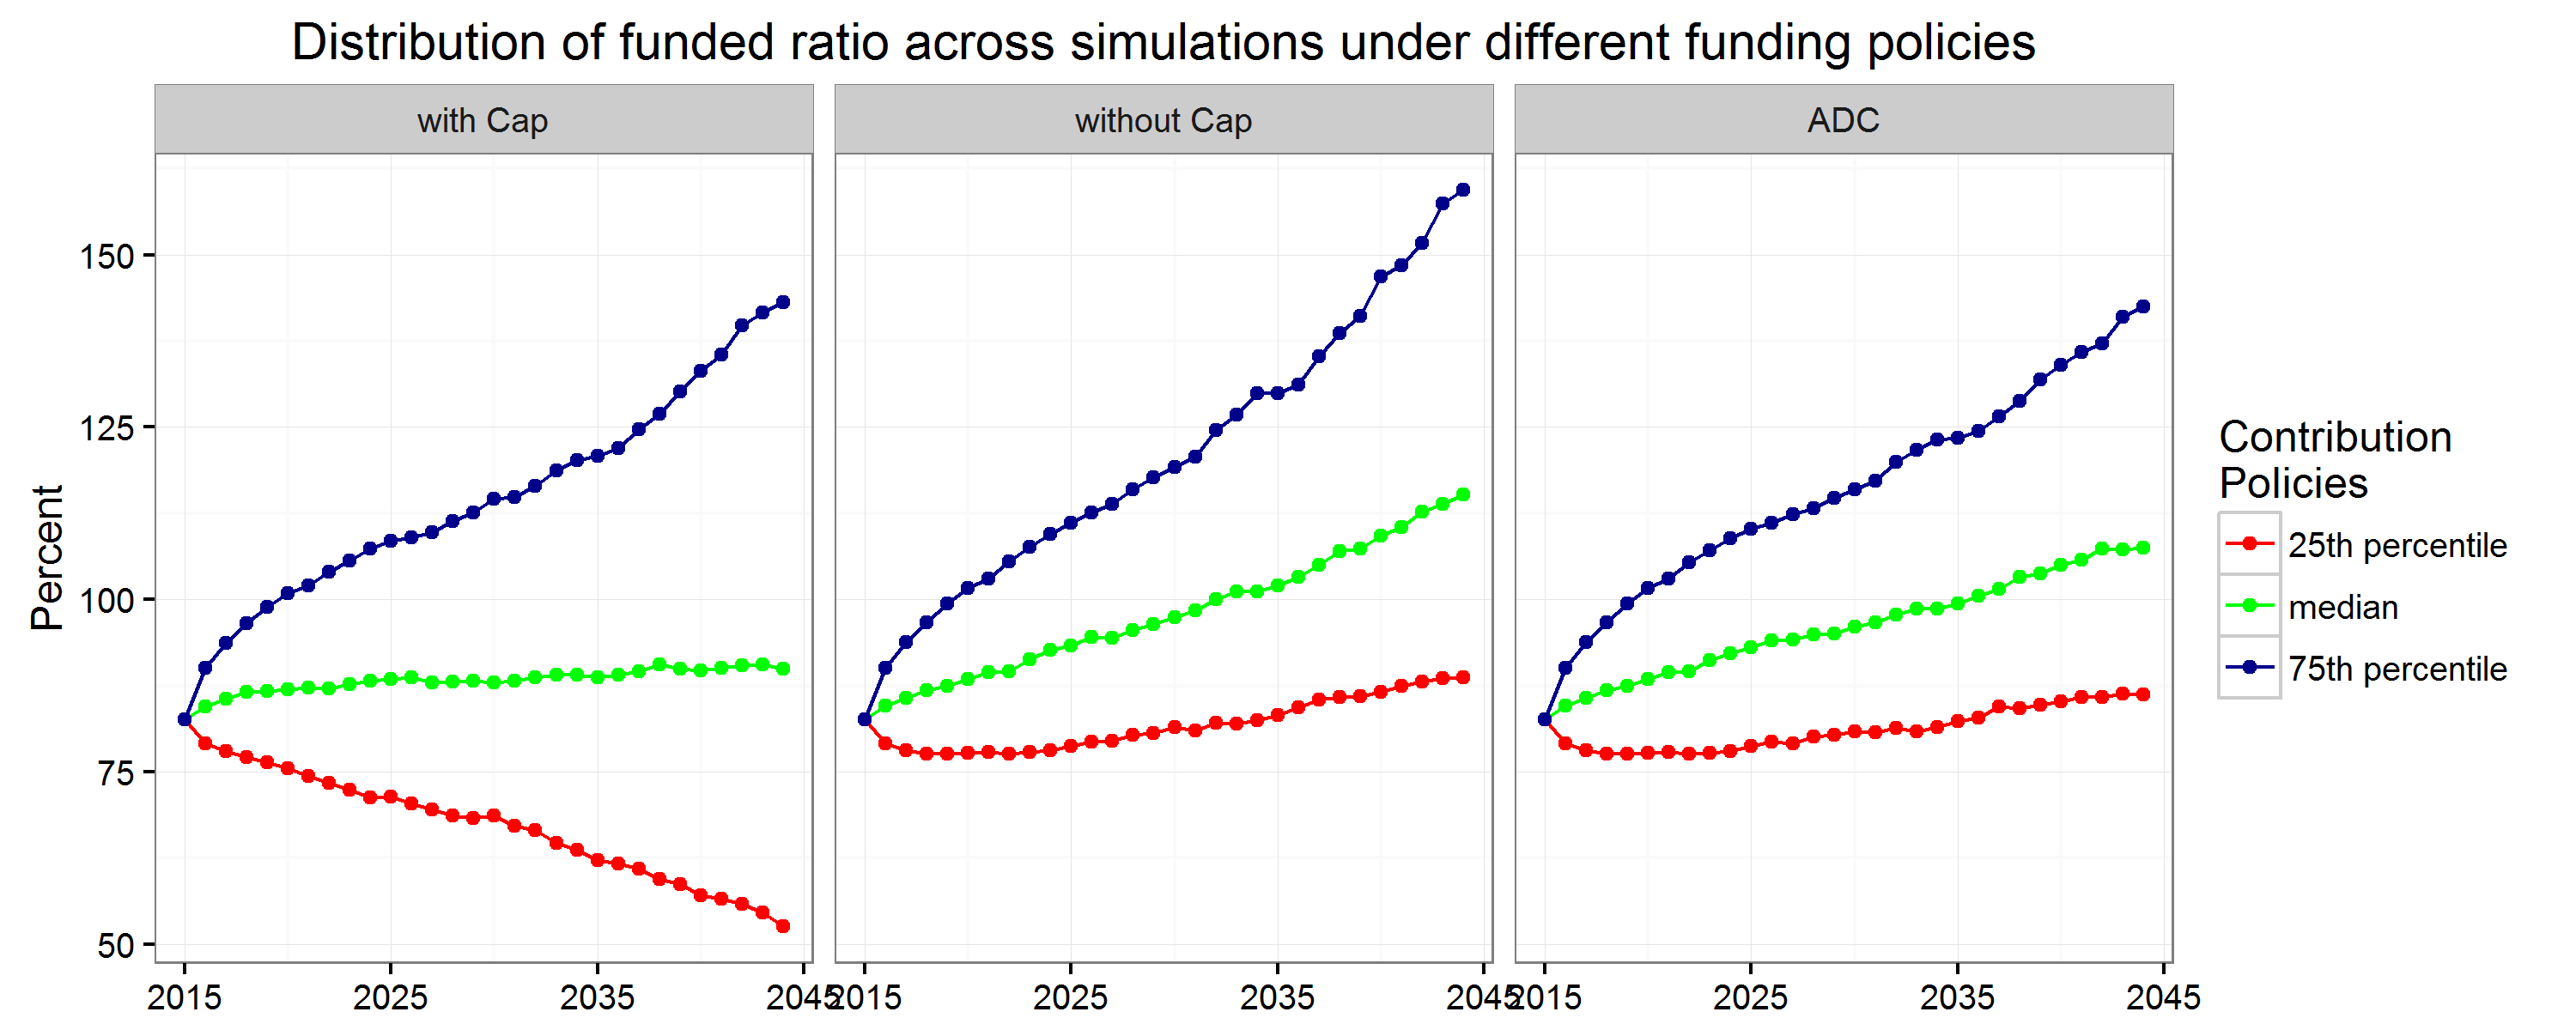 Distribution of funded ratio across simulations under different funding policies
with Cap
without Cap
ADC
Percent
150
125
100
75
50
2015 2025 2035 2045
2015 2025 2035 2045
2015 2025 2035 2045
Contribution
Policies
25th percentile
median
75th percentile